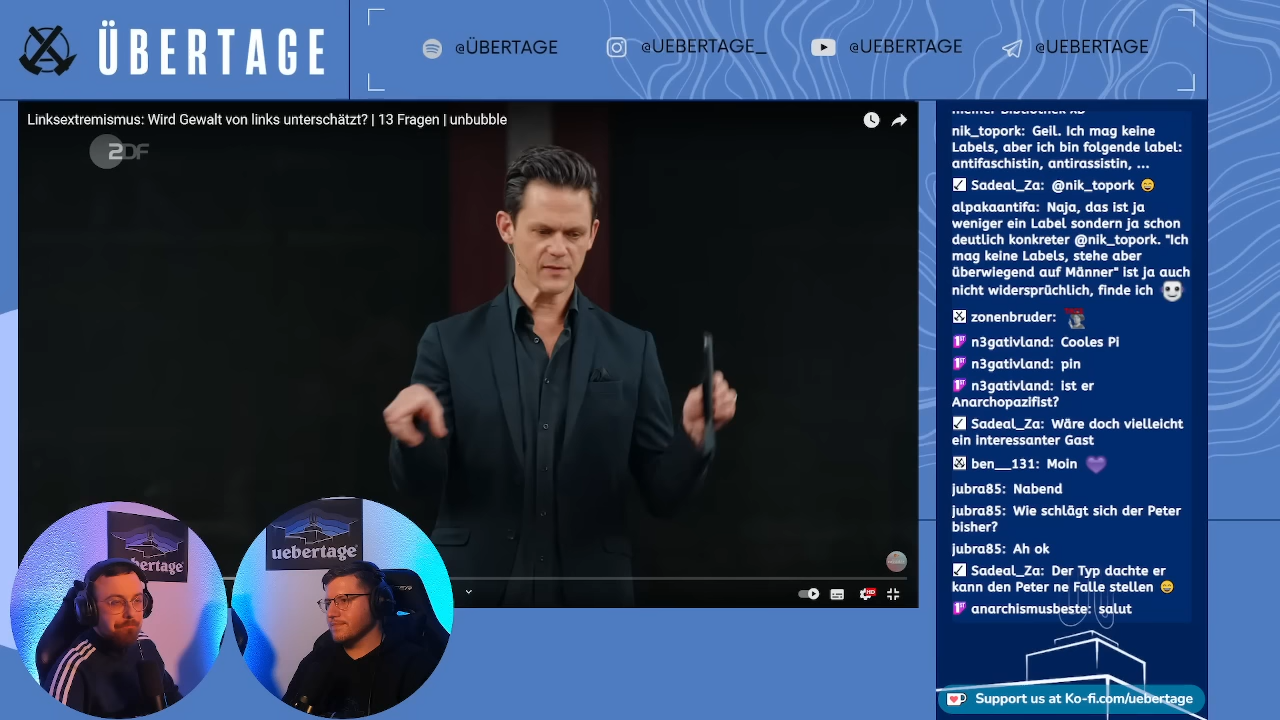 ÜBERTAGE
@ÜBERTAGE
@UEBERTAGE_
@UEBERTAGE
@UEBERTAGE
Linksextremismus: Wird Gewalt von links unterschätzt? | 13 Fragen | unbubble
ZDF
meiner Bibliothek XD
nik_topork: Geil. Ich mag keine
Labels, aber ich bin folgende label:
antifaschistin, antirassistin, ...
Sadeal_Za: @nik_topork
alpakaantifa: Naja, das ist ja
weniger ein Label sondern ja schon
deutlich konkreter @nik_topork. "Ich
mag keine Labels, stehe aber
überwiegend auf Männer" ist ja auch
nicht widersprüchlich, finde ich
zonenbruder:
n3gativland: Cooles Pi
n3gativland: pin
n3gativland: ist er
Anarchopazifist?
Sadeal_Za: Wäre doch vielleicht
ein interessanter Gast
ben__131: Moin
jubra85: Nabend
jubra85: Wie schlägt sich der Peter
bisher?
jubra85: Ah ok
Sadeal_Za: Der Typ dachte er
kann den Peter ne Falle stellen
anarchismusbeste: salut
HD
uebertage
uebertage
Support us at Ko-fi.com/uebertage